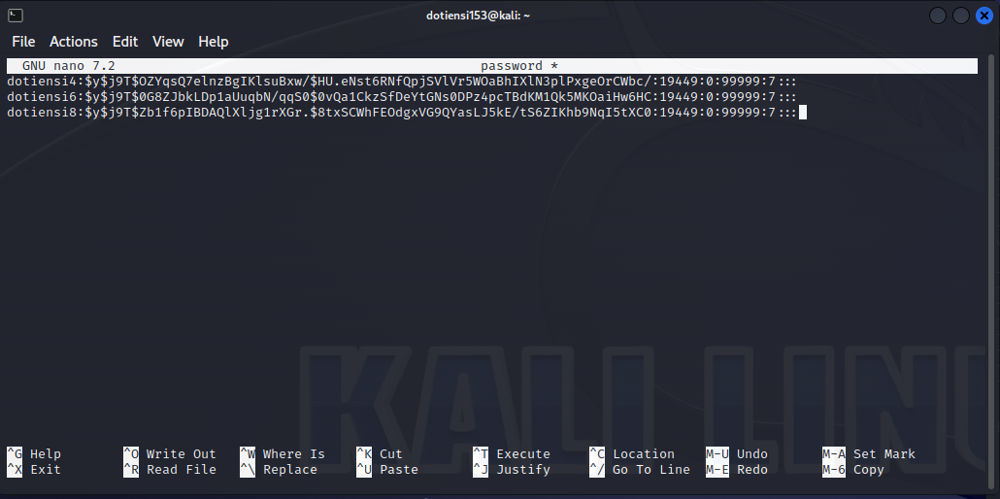 dotiensi153@kali: ~
File Actions Edit View Help
GNU nano 7.2 password *
dotiensi4:$y$j9T$OZYqsQ7elnzBgIKlsuBxw/$HU.eNst6RNfQpjSVlVr5WOaBhIXlN3plPxgeOrCWbc/:19449:0:99999:7:::
dotiensi6:$y$j9T$0G8ZJbkLDp1aUuqbN/qqS0$0vQa1CkzSfDeYtGNs0DPz4pcTBdKM1Qk5MKOaiHw6HC:19449:0:99999:7:::
dotiensi8:$y$j9T$Zb1f6pIBDAQlXljg1rXGr.$8txSCWhFEOdgxVG9QYasLJ5kE/tS6ZIKhb9NqI5tXC0:19449:0:99999:7:::
KALI LINU
^G Help ^O Write Out ^W Where Is ^K Cut ^T Execute ^C Location M-U Undo M-A Set Mark
^X Exit ^R Read File ^\ Replace ^U Paste ^J Justify ^/ Go To Line M-E Redo M-6 Copy